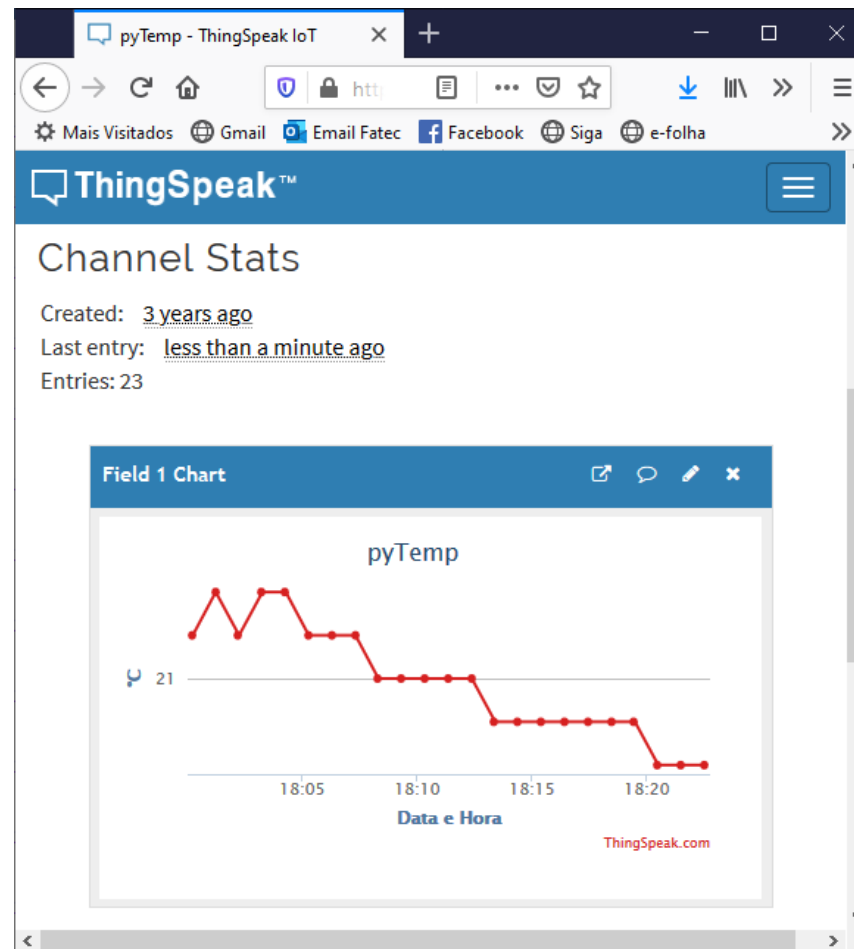 pyTemp - ThingSpeak IoT
htt
Mais Visitados Gmail Email Fatec Facebook Siga e-folha
ThingSpeak™
Channel Stats
Created: 3 years ago
Last entry: less than a minute ago
Entries: 23
Field 1 Chart
pyTemp
°C
21
18:05 18:10 18:15 18:20
Data e Hora
ThingSpeak.com